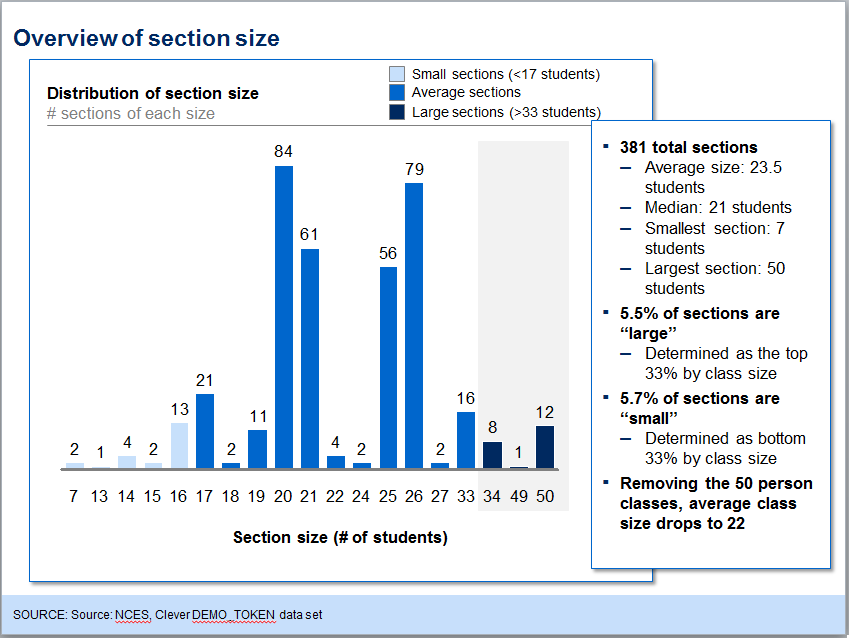 Overview of section size
Distribution of section size
# sections of each size
Small sections (<17 students)
Average sections
Large sections (>33 students)
2 1 4 2 13 21 2 11 84 61 4 2 56 79 2 16 8 1 12
7 13 14 15 16 17 18 19 20 21 22 24 25 26 27 33 34 49 50
Section size (# of students)
▪ 381 total sections
– Average size: 23.5
students
– Median: 21 students
– Smallest section: 7
students
– Largest section: 50
students
▪ 5.5% of sections are
“large”
– Determined as the top
33% by class size
▪ 5.7% of sections are
“small”
– Determined as bottom
33% by class size
▪ Removing the 50 person
classes, average class
size drops to 22
SOURCE: Source: NCES, Clever DEMO_TOKEN data set